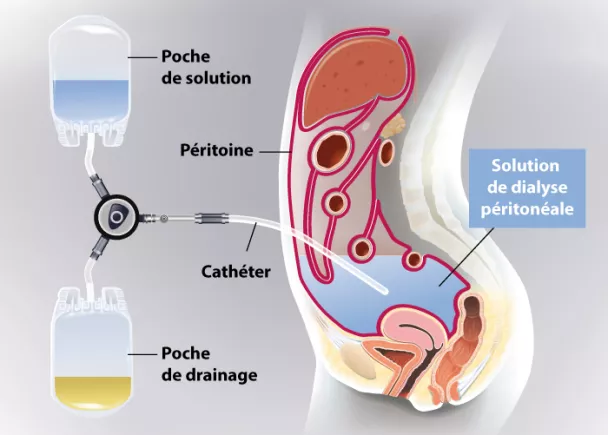 Poche
de solution
Péritoine
Solution
de dialyse
péritonéale
Cathéter
Poche
de drainage